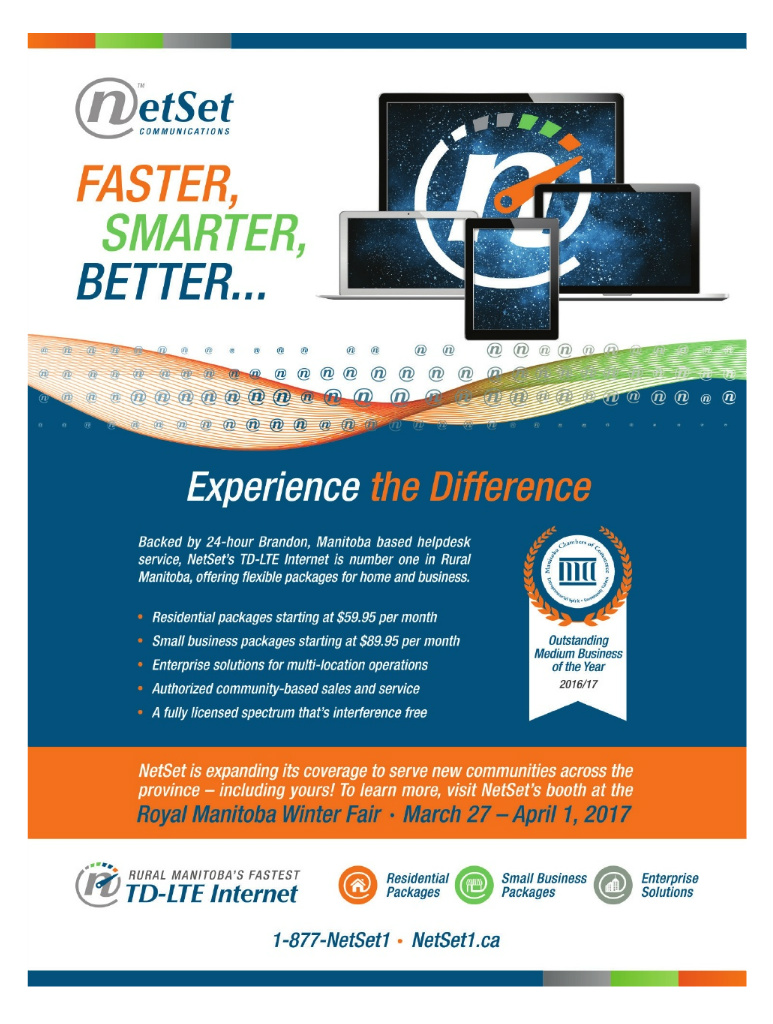 netSet
TM
COMMUNICATIONS
FASTER,
SMARTER,
BETTER...
Experience the Difference
Backed by 24-hour Brandon, Manitoba based helpdesk
service, NetSet's TD-LTE Internet is number one in Rural
Manitoba, offering flexible packages for home and business.
• Residential packages starting at $59.95 per month
• Small business packages starting at $89.95 per month
• Enterprise solutions for multi-location operations
• Authorized community-based sales and service
• A fully licensed spectrum that's interference free
Manitoba Chambers of Commerce
Outstanding
Medium Business
of the Year
2016/17
NetSet is expanding its coverage to serve new communities across the
province – including yours! To learn more, visit NetSet's booth at the
Royal Manitoba Winter Fair • March 27 – April 1, 2017
n RURAL MANITOBA'S FASTEST
TD-LTE Internet
Residential
Packages
Small Business
Packages
Enterprise
Solutions
1-877-NetSet1 • NetSet1.ca